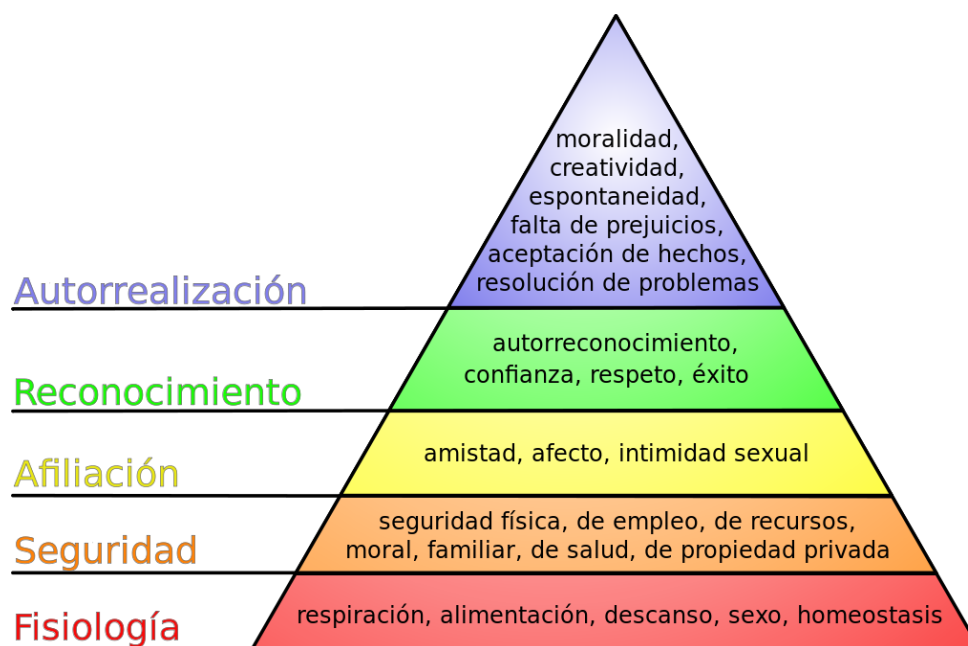 moralidad,
creatividad,
espontaneidad,
falta de prejuicios,
aceptación de hechos,
resolución de problemas
Autorrealización
autorreconocimiento,
confianza, respeto, éxito
Reconocimiento
amistad, afecto, intimidad sexual
Afiliación
seguridad física, de empleo, de recursos,
moral, familiar, de salud, de propiedad privada
Seguridad
respiración, alimentación, descanso, sexo, homeostasis
Fisiología